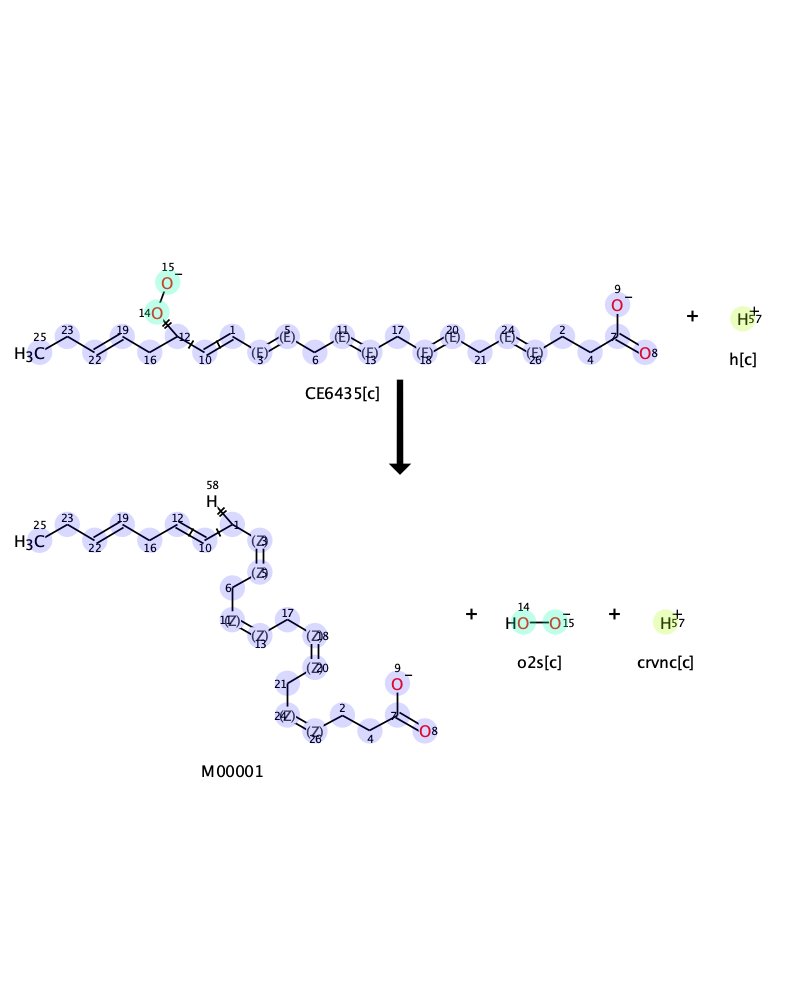 15
O −
14 O
9
O −
25 23 19 12 1 5 11 17 20 24 2 7
H₃C 22 16 10 (E) 3 (E) 6 (E) (E) 13 (E) 18 (E) 21 (E) (E) 26 4 O 8
+
H + 57
h[c]
CE6435[c]
58
H
25 23 19 12 1
H₃C 22 16 10 (Z) 3
(Z) 5
6 17
11 (Z) (Z) 13 (Z) 18
(Z) 20
21 9
O −
24 (Z) (Z) 26 2 4 7 O 8
+
14
HO O − 15
o2s[c]
+
H + 57
crvnc[c]
M00001